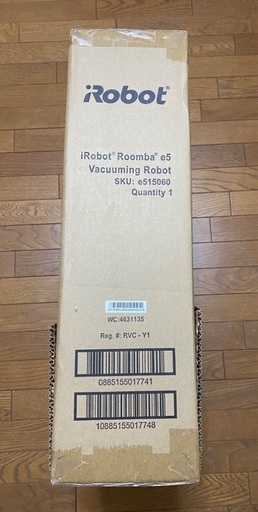 iRobot®
iRobot® Roomba® e5
Vacuuming Robot
SKU: e515060
Quantity 1
WC:4631135
Reg. #: RVC - Y1
0885155017741
10885155017748